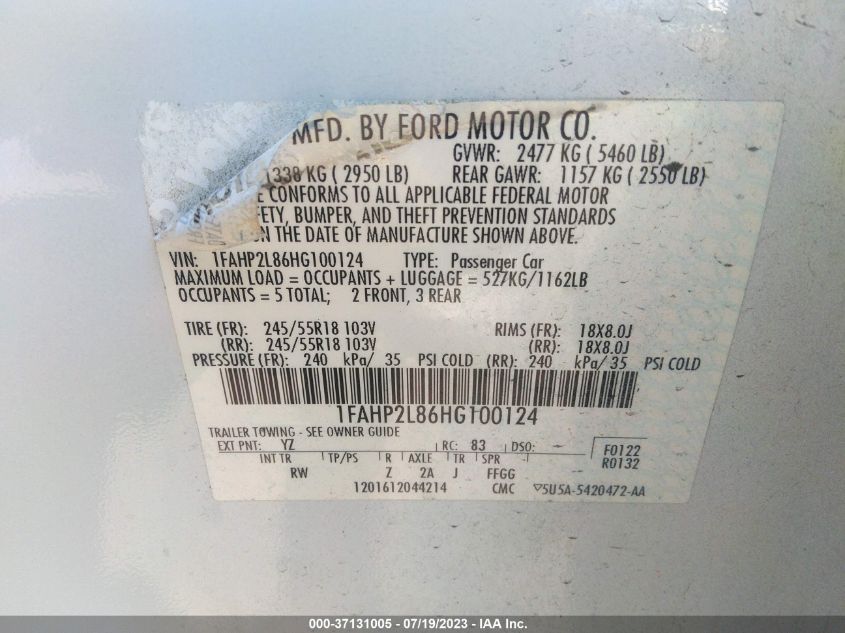 MFD. BY FORD MOTOR CO.
GVWR: 2477 KG ( 5460 LB)
1338 KG ( 2950 LB) REAR GAWR: 1157 KG ( 2550 LB)
E CONFORMS TO ALL APPLICABLE FEDERAL MOTOR
FETY, BUMPER, AND THEFT PREVENTION STANDARDS
ON THE DATE OF MANUFACTURE SHOWN ABOVE.
VIN: 1FAHP2L86HG100124 TYPE: Passenger Car
MAXIMUM LOAD = OCCUPANTS + LUGGAGE = 527KG/1162LB
OCCUPANTS = 5 TOTAL; 2 FRONT, 3 REAR
TIRE (FR): 245/55R18 103V RIMS (FR): 18X8.0J
(RR): 245/55R18 103V (RR): 18X8.0J
PRESSURE (FR): 240 kPa/ 35 PSI COLD (RR): 240 kPa/ 35 PSI COLD
1FAHP2L86HG100124
TRAILER TOWING - SEE OWNER GUIDE
EXT PNT: YZ RC: 83 DSO: F0122
INT TR TP/PS R AXLE TR SPR R0132
RW Z 2A J FFGG
1201612044214 CMC 5U5A-5420472-AA
000-37131005 - 07/19/2023 - IAA Inc.